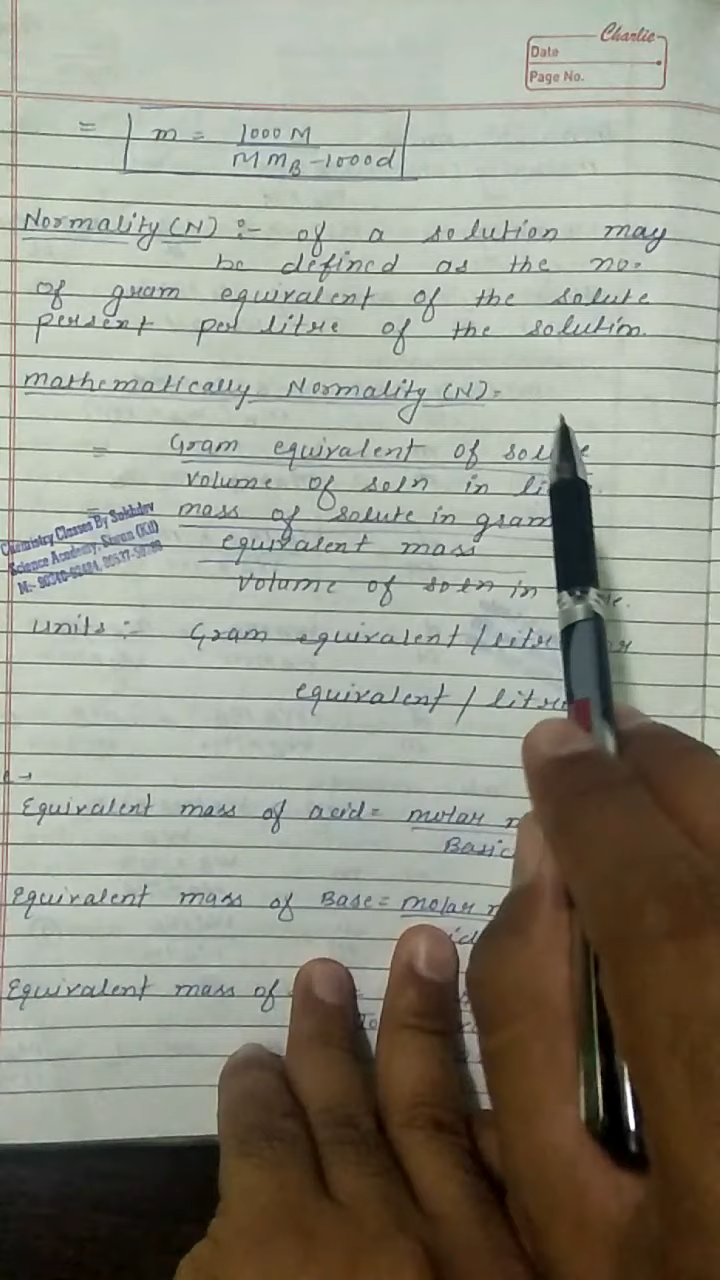 Charlie
Date
Page No.
= m = 1000 M
M MB - 1000d
Normality (N) :- of a solution may
be defined as the no.
of gram equivalent of the solute
persent per litre of the solution.
mathematically Normality (N)=
= Gram equivalent of
volume of soln in
= mass of solute in gram
equivalent mass
volume of soln in
Chemistry Classes By Sukhdev
Science Academy,
units :- Gram equivalent / litre
equivalent / litre
Equivalent mass of acid = molar
Equivalent mass of Base = molar
Equivalent mass of